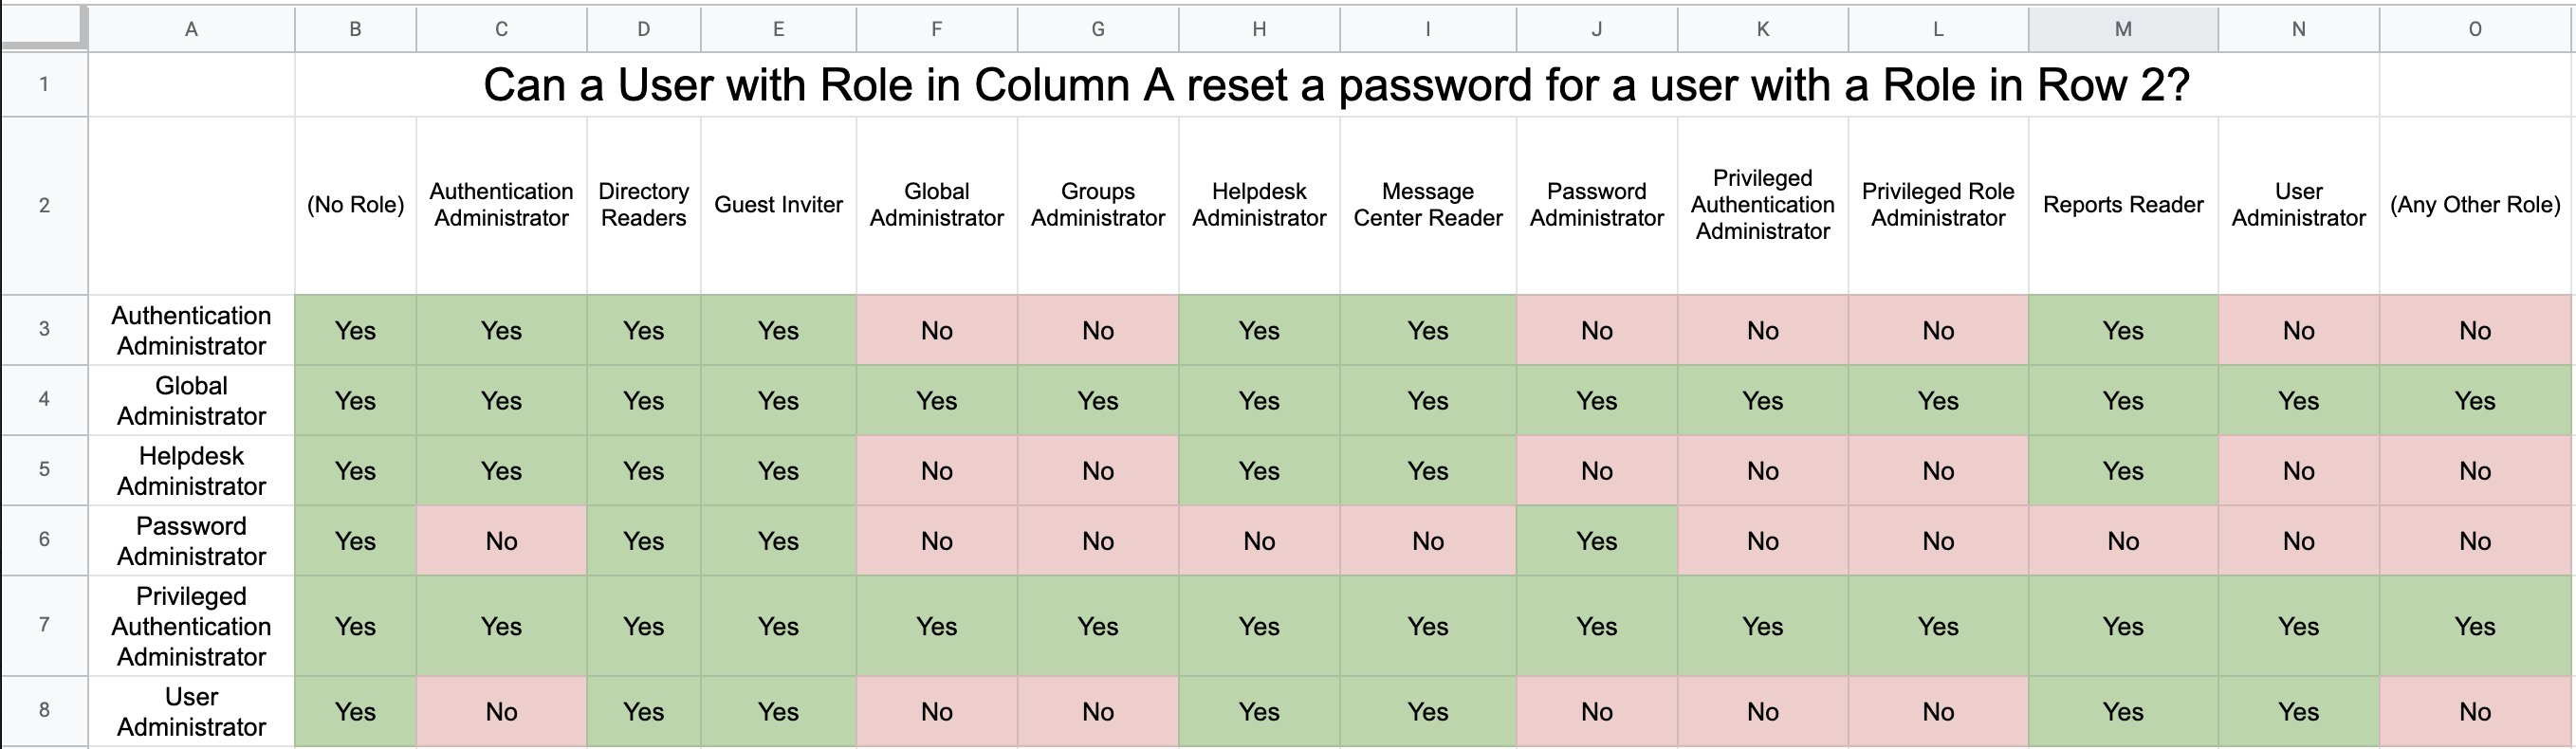 A B C D E F G H I J K L M N O
1 Can a User with Role in Column A reset a password for a user with a Role in Row 2?
2 (No Role) Authentication Administrator Directory Readers Guest Inviter Global Administrator Groups Administrator Helpdesk Administrator Message Center Reader Password Administrator Privileged Authentication Administrator Privileged Role Administrator Reports Reader User Administrator (Any Other Role)
3 Authentication Administrator Yes Yes Yes Yes No No Yes Yes No No No Yes No No
4 Global Administrator Yes Yes Yes Yes Yes Yes Yes Yes Yes Yes Yes Yes Yes Yes
5 Helpdesk Administrator Yes Yes Yes Yes No No Yes Yes No No No Yes No No
6 Password Administrator Yes No Yes Yes No No No No Yes No No No No No
7 Privileged Authentication Administrator Yes Yes Yes Yes Yes Yes Yes Yes Yes Yes Yes Yes Yes Yes
8 User Administrator Yes No Yes Yes No No Yes Yes No No No Yes Yes No